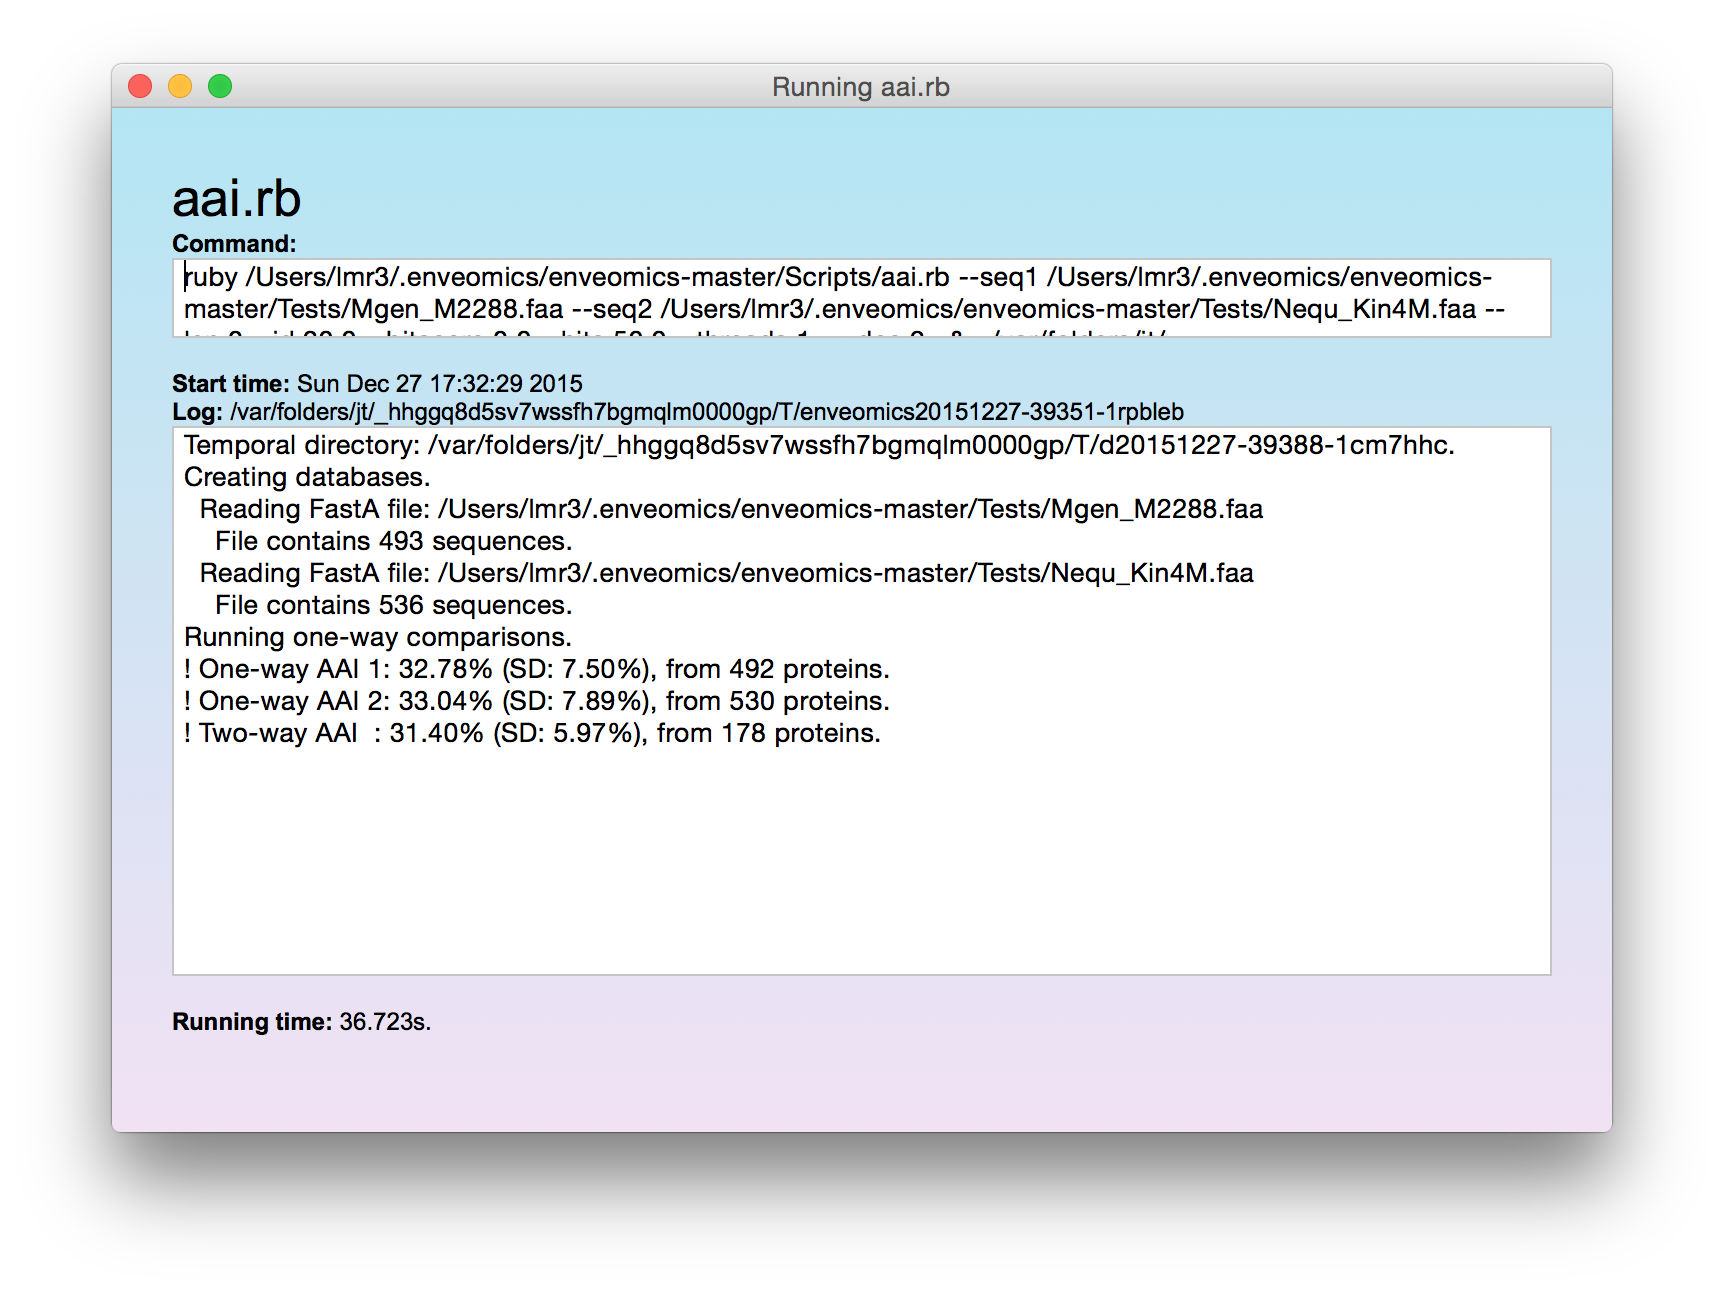 Running aai.rb
aai.rb
Command:
ruby /Users/lmr3/.enveomics/enveomics-master/Scripts/aai.rb --seq1 /Users/lmr3/.enveomics/enveomics-
master/Tests/Mgen_M2288.faa --seq2 /Users/lmr3/.enveomics/enveomics-master/Tests/Nequ_Kin4M.faa --
Start time: Sun Dec 27 17:32:29 2015
Log: /var/folders/jt/_hhggq8d5sv7wssfh7bgmqlm0000gp/T/enveomics20151227-39351-1rpbleb
Temporal directory: /var/folders/jt/_hhggq8d5sv7wssfh7bgmqlm0000gp/T/d20151227-39388-1cm7hhc.
Creating databases.
Reading FastA file: /Users/lmr3/.enveomics/enveomics-master/Tests/Mgen_M2288.faa
File contains 493 sequences.
Reading FastA file: /Users/lmr3/.enveomics/enveomics-master/Tests/Nequ_Kin4M.faa
File contains 536 sequences.
Running one-way comparisons.
! One-way AAI 1: 32.78% (SD: 7.50%), from 492 proteins.
! One-way AAI 2: 33.04% (SD: 7.89%), from 530 proteins.
! Two-way AAI  : 31.40% (SD: 5.97%), from 178 proteins.
Running time: 36.723s.